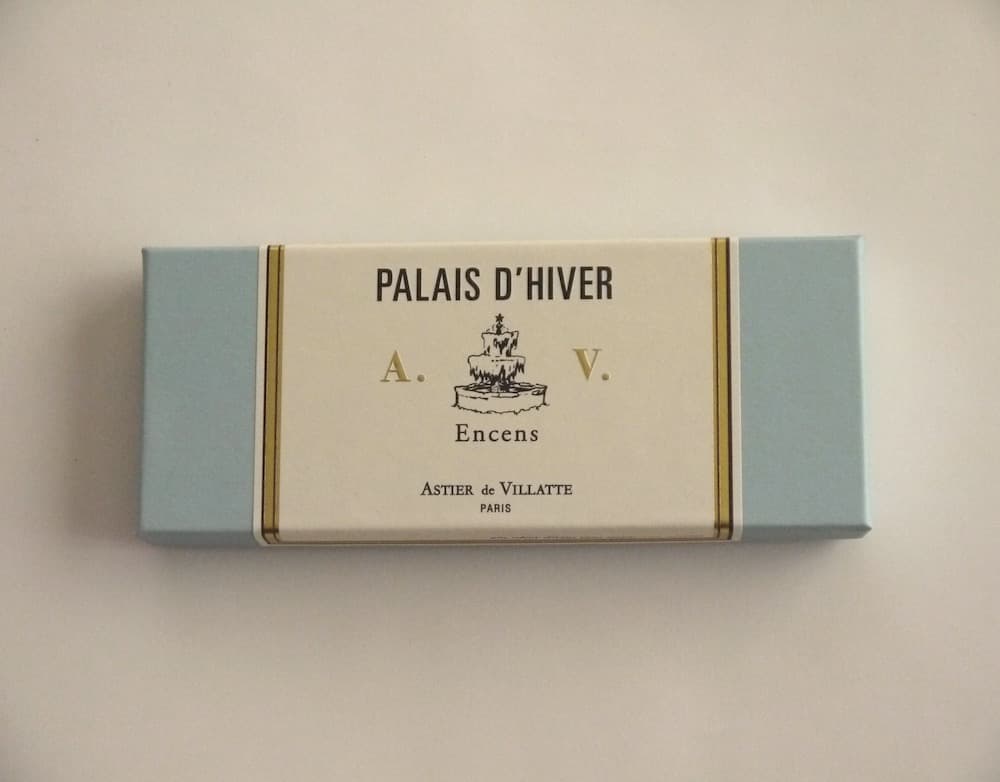 PALAIS D'HIVER
A. V.
Encens
ASTIER de VILLATTE
PARIS